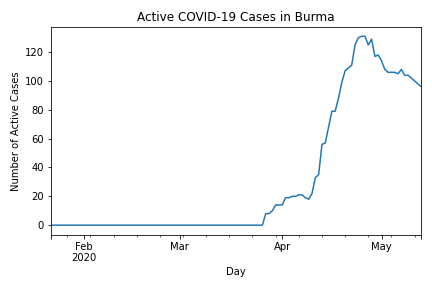 Active COVID-19 Cases in Burma
Number of Active Cases
120
100
80
60
40
20
0
Feb
2020
Mar
Apr
May
Day